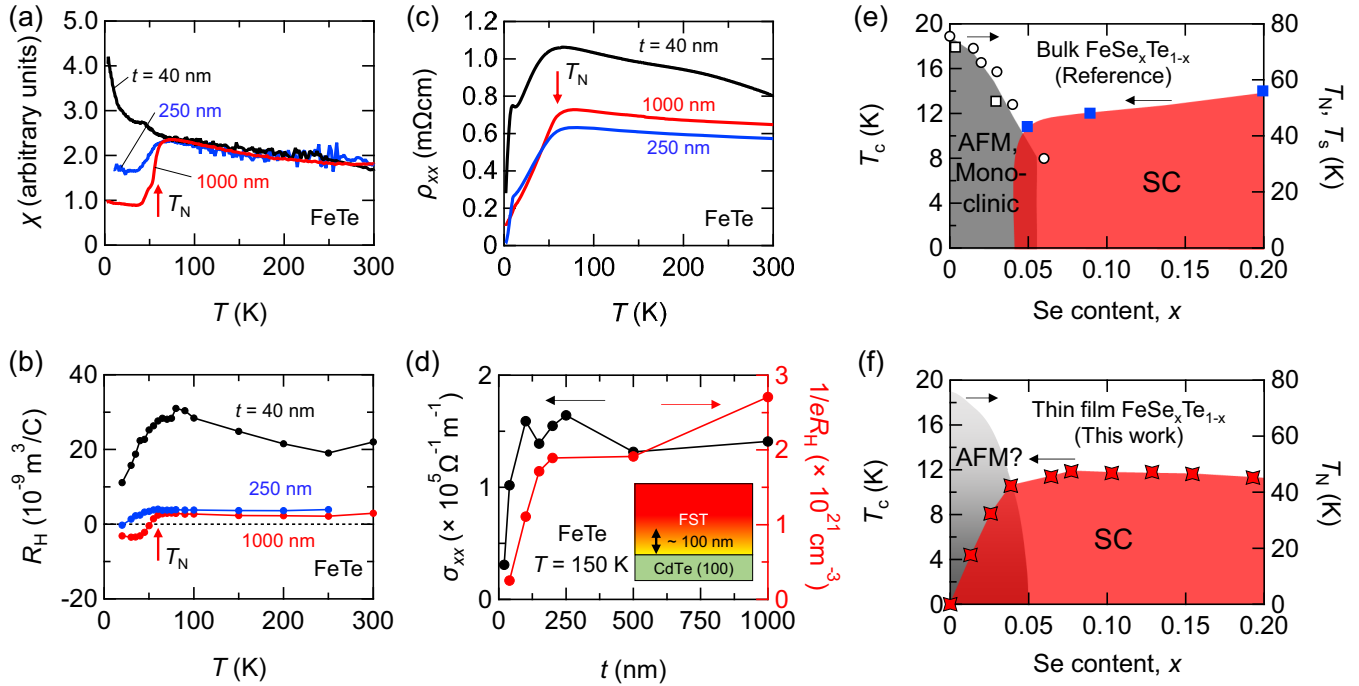 (a)
χ (arbitrary units)
5.0
4.0
3.0
2.0
1.0
t = 40 nm
250 nm
1000 nm
T_N
FeTe
0 100 200 300
T (K)
(c)
ρ_xx (mΩcm)
1.2
1.0
0.8
0.6
0.4
0.2
0
t = 40 nm
T_N
1000 nm
250 nm
FeTe
0 100 200 300
T (K)
(e)
T_c (K)
20
16
12
8
4
0
Bulk FeSe_xTe_1-x
(Reference)
AFM,
Mono-
clinic
SC
80
60
40
20
0
T_N, T_s (K)
0 0.05 0.10 0.15 0.20
Se content, x
(b)
R_H (10^-9 m^3/C)
40
20
0
-20
t = 40 nm
250 nm
1000 nm
T_N
FeTe
0 100 200 300
T (K)
(d)
σ_xx (× 10^5 Ω^-1 m^-1)
2
1
0
FeTe
T = 150 K
FST
~ 100 nm
CdTe (100)
3
2
1
0
1/eR_H (× 10^21 cm^-3)
0 250 500 750 1000
t (nm)
(f)
T_c (K)
20
16
12
8
4
0
Thin film FeSe_xTe_1-x
(This work)
AFM?
SC
80
60
40
20
0
T_N (K)
0 0.05 0.10 0.15 0.20
Se content, x